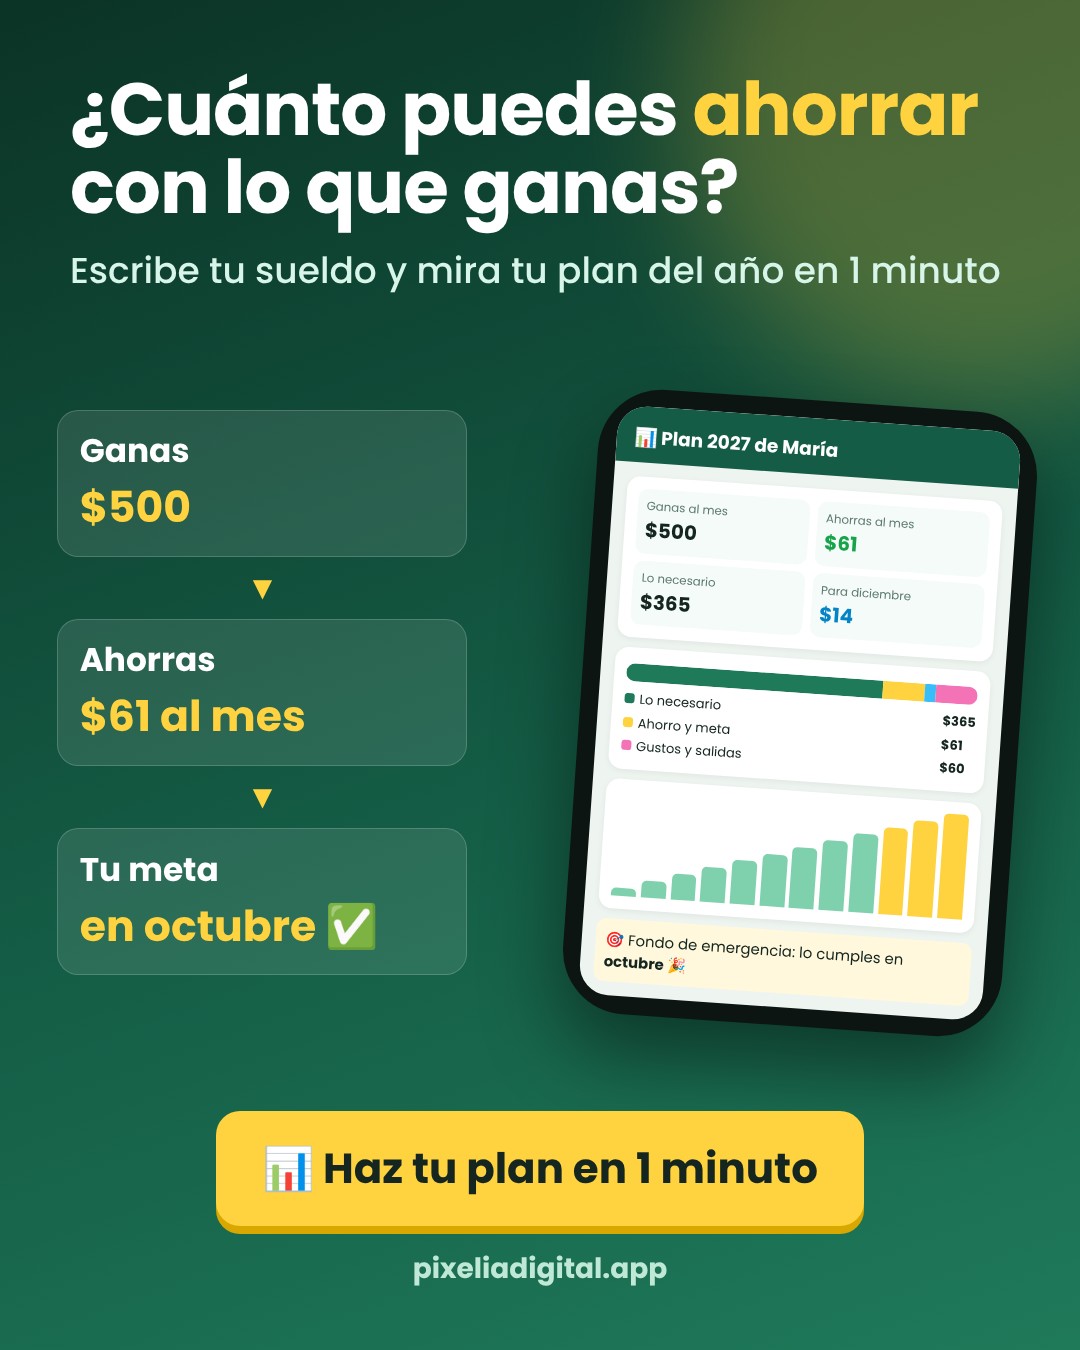 ¿Cuánto puedes ahorrar
con lo que ganas?
Escribe tu sueldo y mira tu plan del año en 1 minuto
Ganas
$500
▼
Ahorras
$61 al mes
▼
Tu meta
en octubre ✅
📊 Plan 2027 de María
Ganas al mes
$500
Ahorras al mes
$61
Lo necesario
$365
Para diciembre
$14
Lo necesario $365
Ahorro y meta $61
Gustos y salidas $60
🎯 Fondo de emergencia: lo cumples en
octubre 🎉
📊 Haz tu plan en 1 minuto
pixeliadigital.app